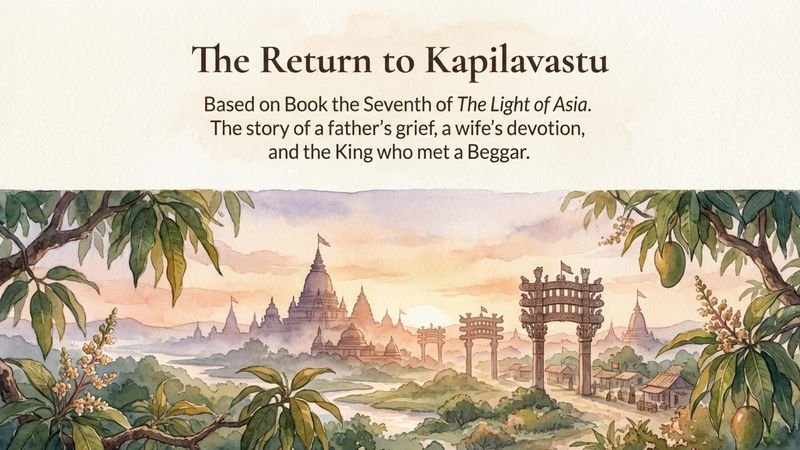 The Return to Kapilavastu
Based on Book the Seventh of The Light of Asia.
The story of a father’s grief, a wife’s devotion,
and the King who met a Beggar.